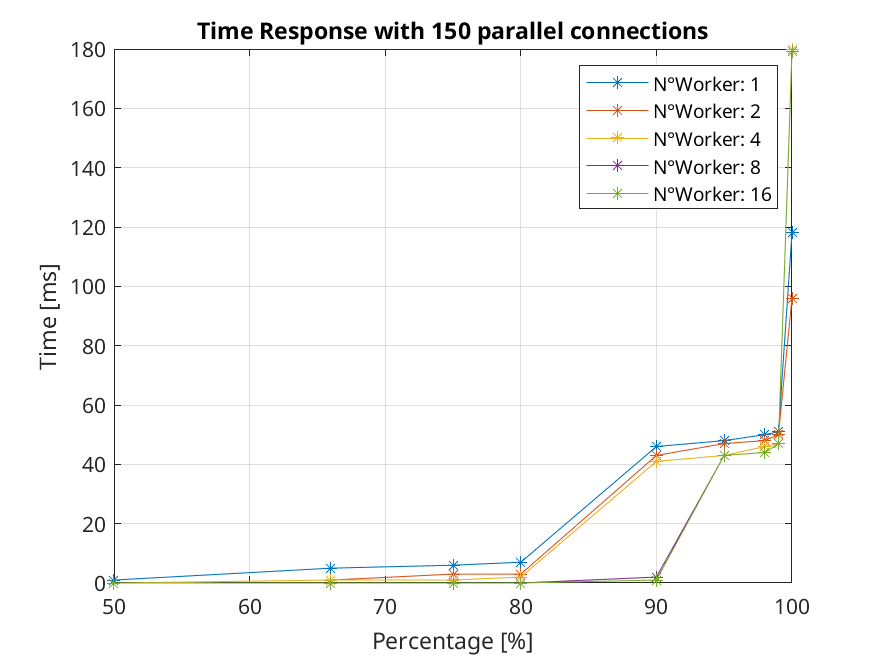 Time Response with 150 parallel connections
180
160
140
120
100
80
60
40
20
0
Time [ms]
N°Worker: 1
N°Worker: 2
N°Worker: 4
N°Worker: 8
N°Worker: 16
50 60 70 80 90 100
Percentage [%]